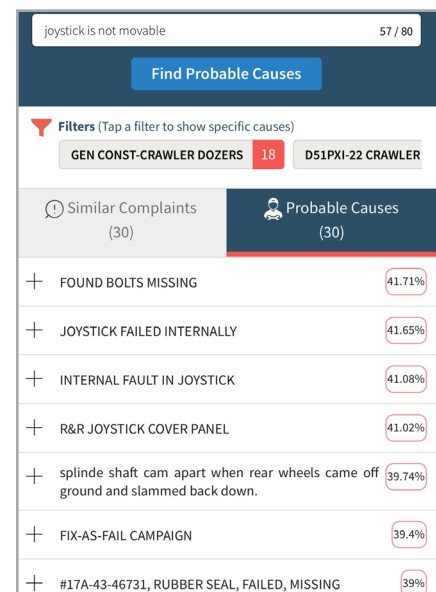 joystick is not movable 57 / 80
Find Probable Causes
Filters (Tap a filter to show specific causes)
GEN CONST-CRAWLER DOZERS 18 D51PXI-22 CRAWLER
Similar Complaints
(30)
Probable Causes
(30)
FOUND BOLTS MISSING 41.71%
JOYSTICK FAILED INTERNALLY 41.65%
INTERNAL FAULT IN JOYSTICK 41.08%
R&R JOYSTICK COVER PANEL 41.02%
splinde shaft cam apart when rear wheels came off 39.74%
ground and slammed back down.
FIX-AS-FAIL CAMPAIGN 39.4%
#17A-43-46731, RUBBER SEAL, FAILED, MISSING 39%